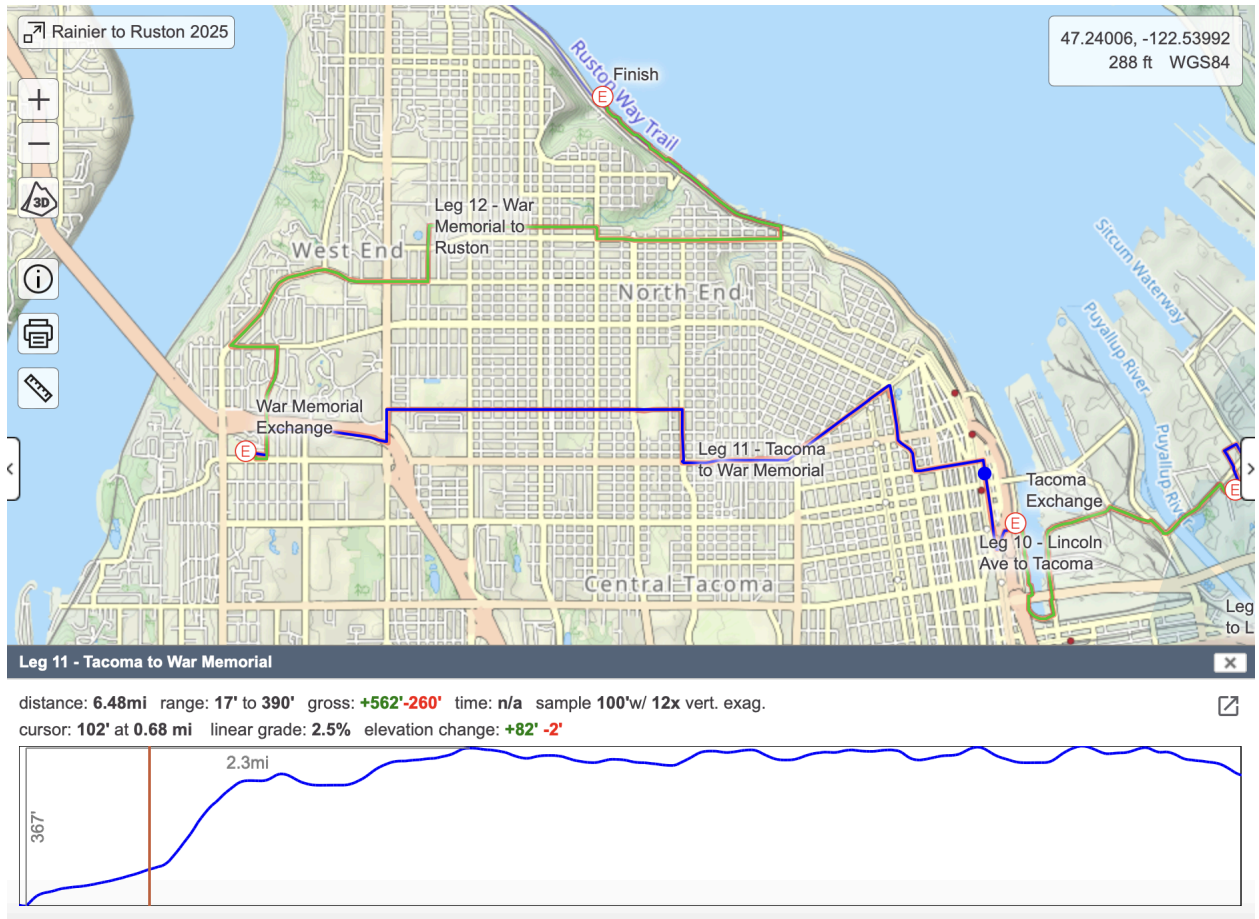 Rainier to Ruston 2025
47.24006, -122.53992
288 ft WGS84
+
−
3D
i
Ruston Way Trail
Finish
E
Leg 12 - War
Memorial to
Ruston
West End
North End
Sitcum Waterway
Puyallup River
Puyallup River
War Memorial
Exchange
E
Leg 11 - Tacoma
to War Memorial
Tacoma
Exchange
E
E
Leg 10 - Lincoln
Ave to Tacoma
Central Tacoma
Leg
to L
Leg 11 - Tacoma to War Memorial
distance: 6.48mi range: 17' to 390' gross: +562'-260' time: n/a sample 100'w/ 12x vert. exag.
cursor: 102' at 0.68 mi linear grade: 2.5% elevation change: +82' -2'
2.3mi
367'